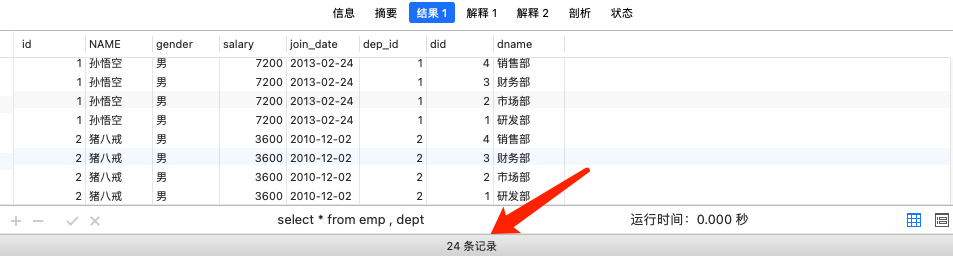 信息 摘要 结果 1 解释 1 解释 2 剖析 状态
id NAME gender salary join_date dep_id did dname
1 孙悟空 男 7200 2013-02-24 1 4 销售部
1 孙悟空 男 7200 2013-02-24 1 3 财务部
1 孙悟空 男 7200 2013-02-24 1 2 市场部
1 孙悟空 男 7200 2013-02-24 1 1 研发部
2 猪八戒 男 3600 2010-12-02 2 4 销售部
2 猪八戒 男 3600 2010-12-02 2 3 财务部
2 猪八戒 男 3600 2010-12-02 2 2 市场部
2 猪八戒 男 3600 2010-12-02 2 1 研发部
select * from emp , dept 运行时间：0.000 秒
24 条记录